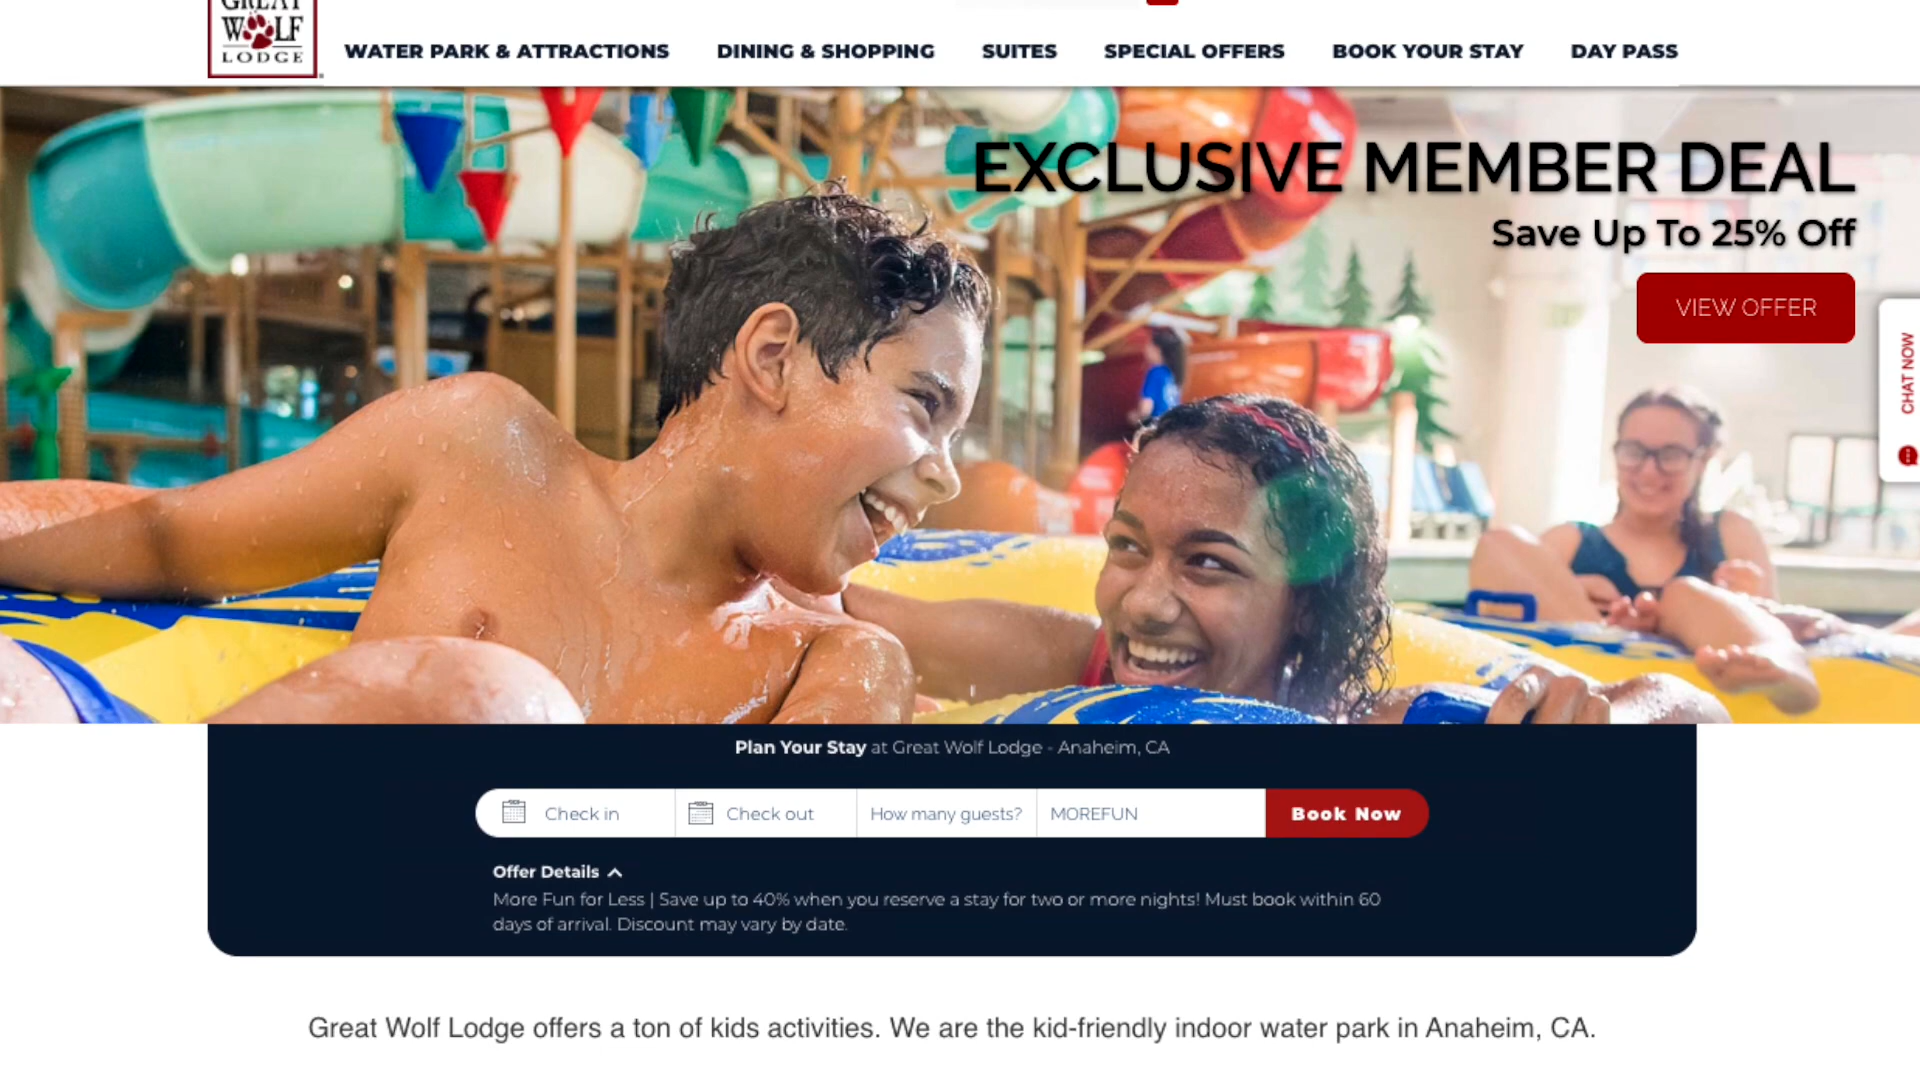 GREAT
WOLF
LODGE
WATER PARK & ATTRACTIONS
DINING & SHOPPING
SUITES
SPECIAL OFFERS
BOOK YOUR STAY
DAY PASS
EXCLUSIVE MEMBER DEAL
Save Up To 25% Off
VIEW OFFER
CHAT NOW
Plan Your Stay at Great Wolf Lodge - Anaheim, CA
Check in
Check out
How many guests?
MOREFUN
Book Now
Offer Details
More Fun for Less | Save up to 40% when you reserve a stay for two or more nights! Must book within 60
days of arrival. Discount may vary by date.
Great Wolf Lodge offers a ton of kids activities. We are the kid-friendly indoor water park in Anaheim, CA.